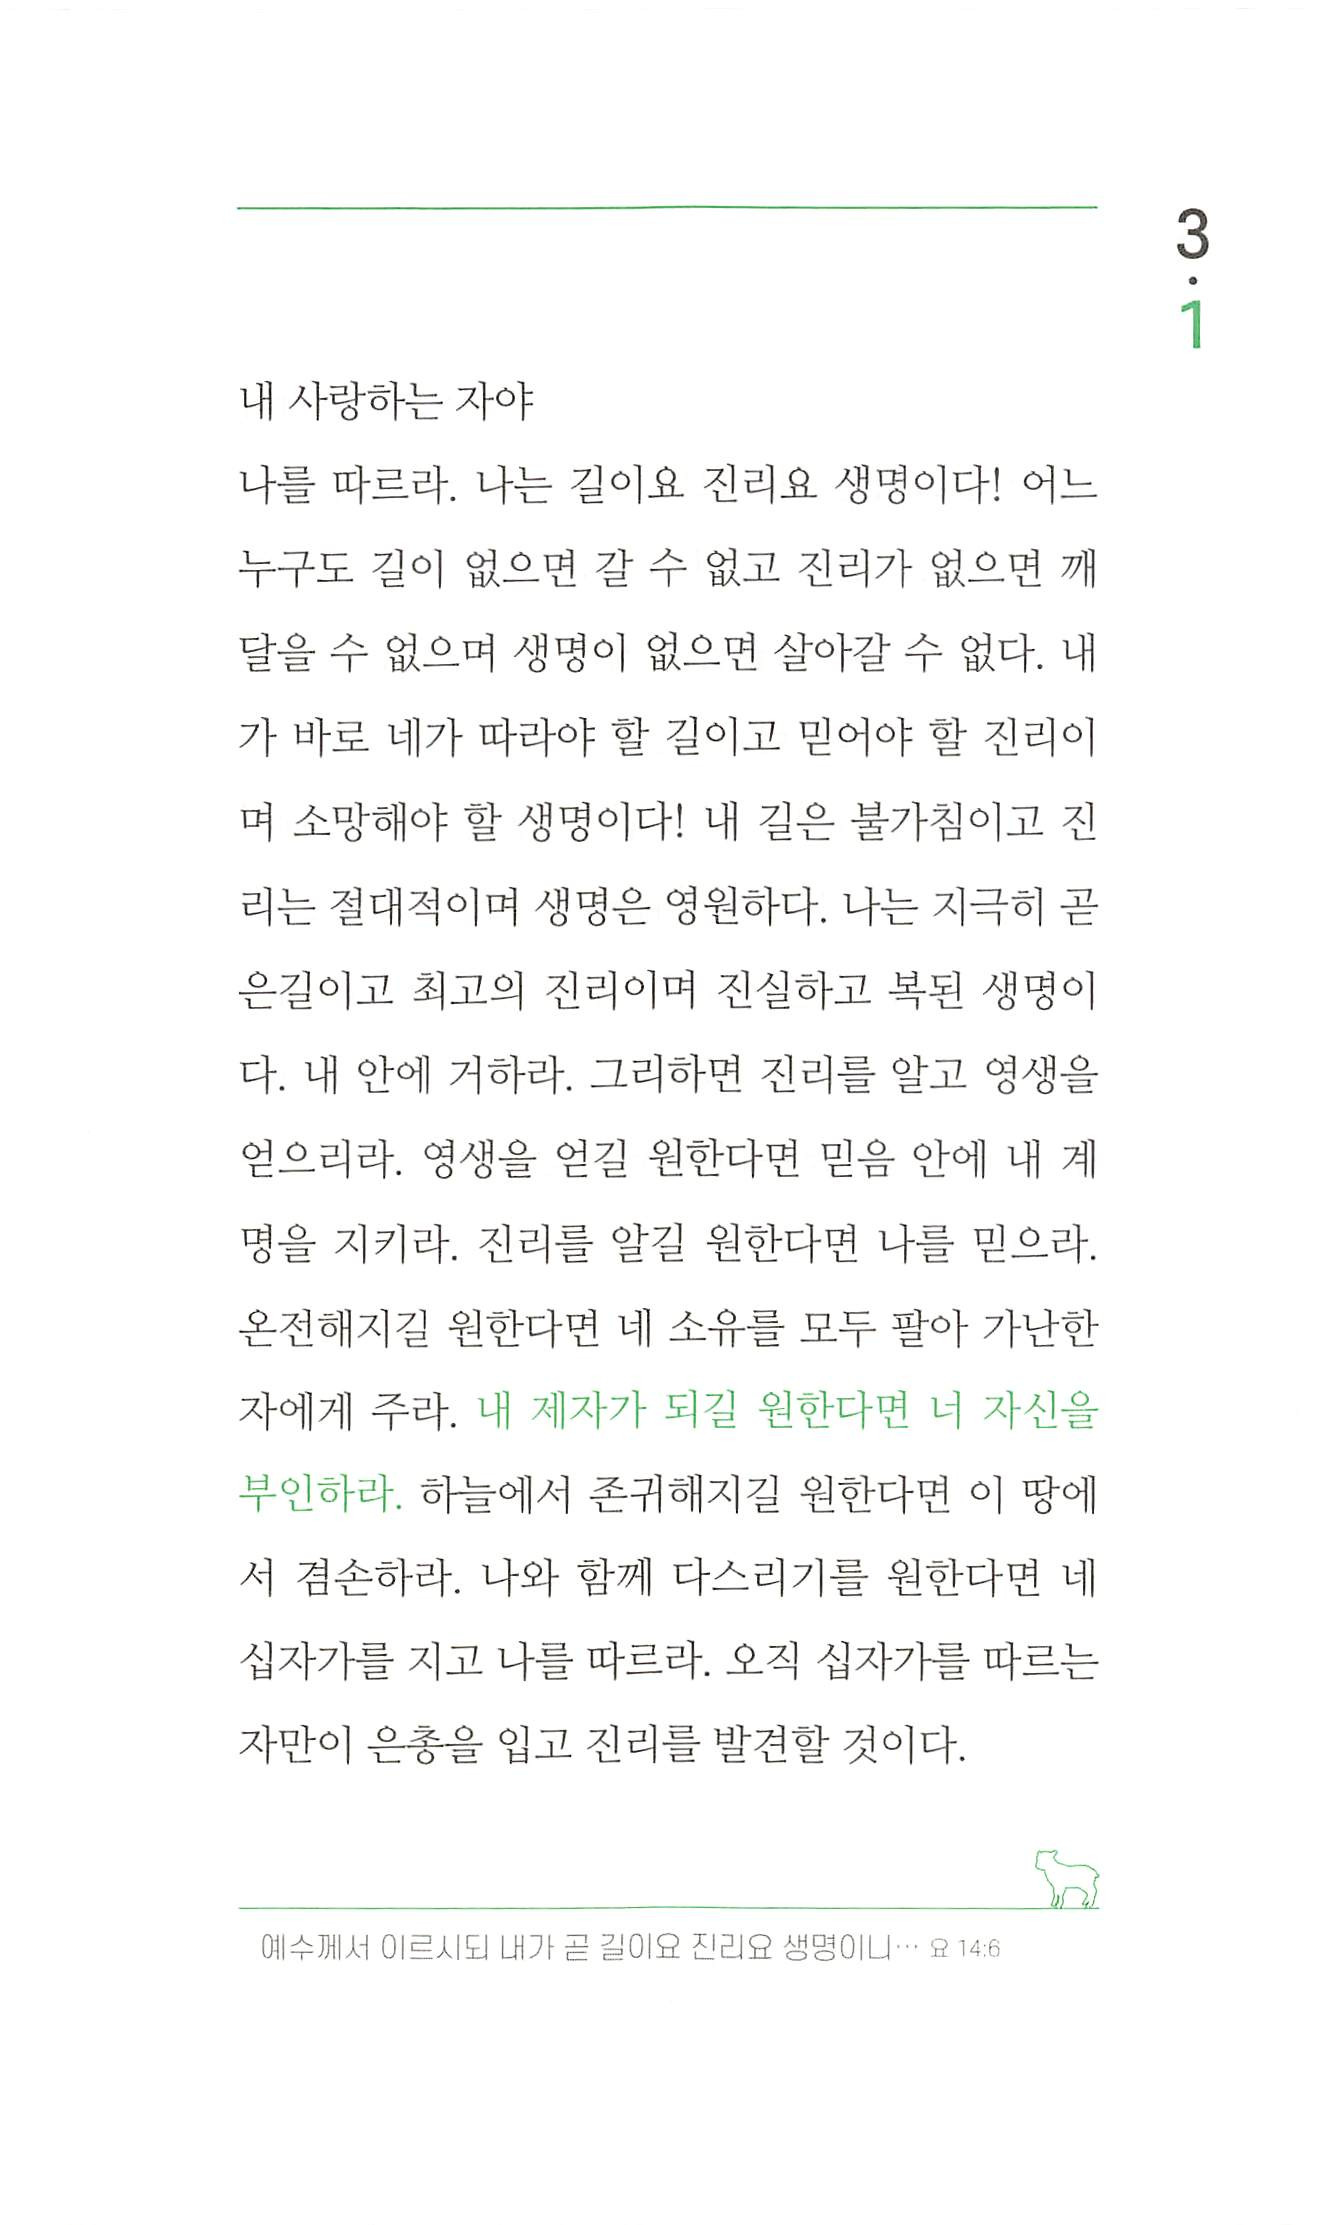 3
·
1
내 사랑하는 자야
나를 따르라. 나는 길이요 진리요 생명이다! 어느
누구도 길이 없으면 갈 수 없고 진리가 없으면 깨
달을 수 없으며 생명이 없으면 살아갈 수 없다. 내
가 바로 네가 따라야 할 길이고 믿어야 할 진리이
며 소망해야 할 생명이다! 내 길은 불가침이고 진
리는 절대적이며 생명은 영원하다. 나는 지극히 곧
은길이고 최고의 진리이며 진실하고 복된 생명이
다. 내 안에 거하라. 그리하면 진리를 알고 영생을
얻으리라. 영생을 얻길 원한다면 믿음 안에 내 계
명을 지키라. 진리를 알길 원한다면 나를 믿으라.
온전해지길 원한다면 네 소유를 모두 팔아 가난한
자에게 주라. 내 제자가 되길 원한다면 너 자신을
부인하라. 하늘에서 존귀해지길 원한다면 이 땅에
서 겸손하라. 나와 함께 다스리기를 원한다면 네
십자가를 지고 나를 따르라. 오직 십자가를 따르는
자만이 은총을 입고 진리를 발견할 것이다.
예수께서 이르시되 내가 곧 길이요 진리요 생명이니… 요 14:6